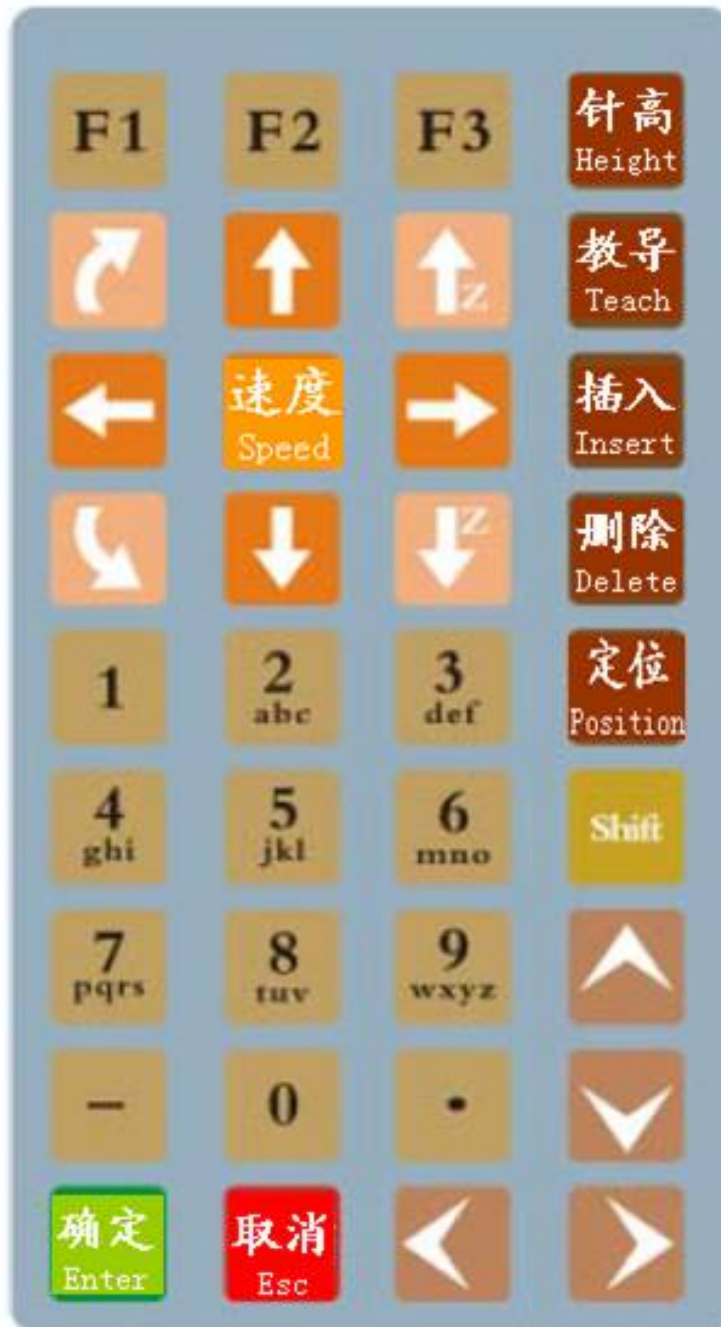 F1
F2
F3
针高
Height
Z
教导
Teach
速度
Speed
插入
Insert
Z
删除
Delete
1
2
abc
3
def
定位
Position
4
ghi
5
jkl
6
mno
Shift
7
pqrs
8
tuv
9
wxyz
-
0
.
确定
Enter
取消
Esc